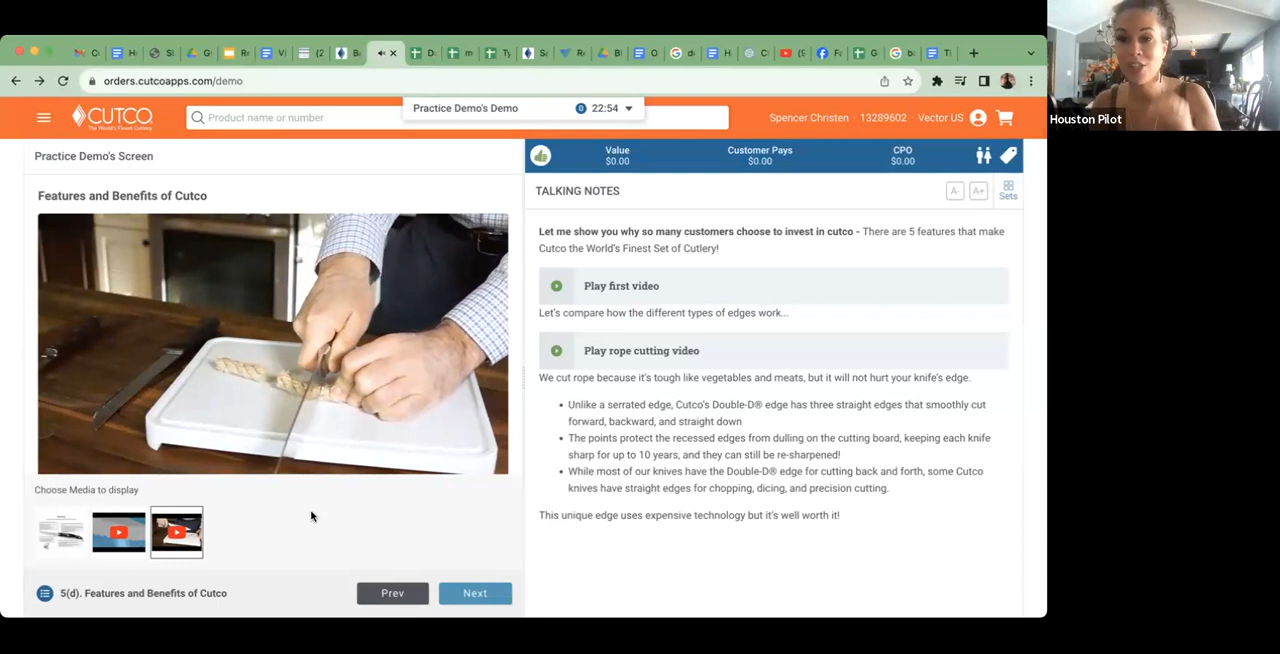 C
H
Sl
G
R
Vi
(2
B
D
m
Ty
S
R
B
O
d
H
C
(9
F
G
b
Ti
orders.cutcoapps.com/demo
CUTCO
The World's Finest Cutlery
Product name or number
Practice Demo's Demo
0 22:54
Spencer Christen · 13289602 · Vector US
Houston Pilot
Practice Demo's Screen
Features and Benefits of Cutco
Choose Media to display
5(d). Features and Benefits of Cutco
Prev
Next
Value
$0.00
Customer Pays
$0.00
CPO
$0.00
TALKING NOTES
A-
A+
Sets
Let me show you why so many customers choose to invest in cutco - There are 5 features that make
Cutco the World's Finest Set of Cutlery!
Play first video
Let's compare how the different types of edges work...
Play rope cutting video
We cut rope because it's tough like vegetables and meats, but it will not hurt your knife's edge.
• Unlike a serrated edge, Cutco's Double-D® edge has three straight edges that smoothly cut
forward, backward, and straight down
• The points protect the recessed edges from dulling on the cutting board, keeping each knife
sharp for up to 10 years, and they can still be re-sharpened!
• While most of our knives have the Double-D® edge for cutting back and forth, some Cutco
knives have straight edges for chopping, dicing, and precision cutting.
This unique edge uses expensive technology but it's well worth it!